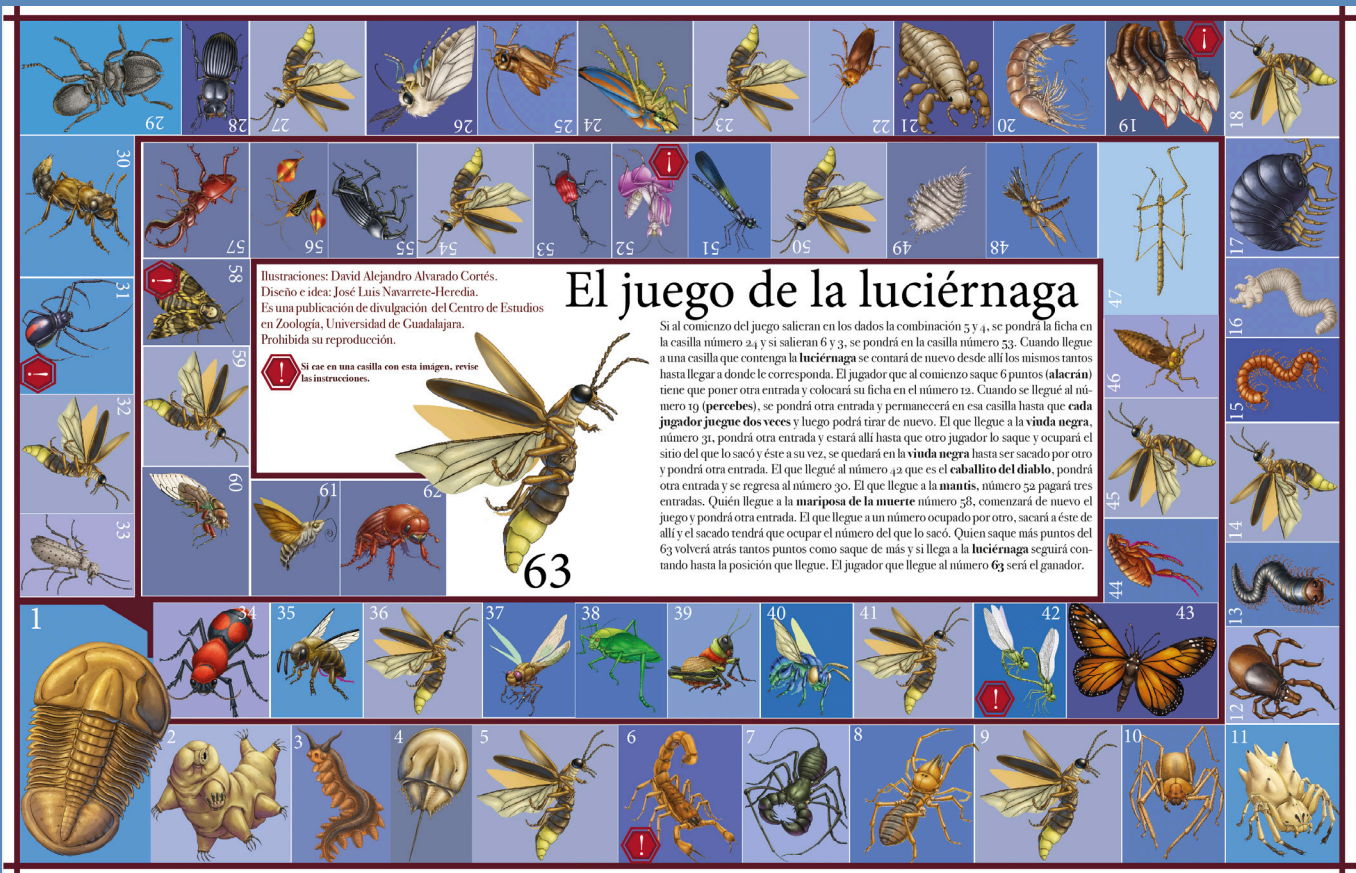 El juego de la luciérnaga
Ilustraciones: David Alejandro Alvarado Cortés.
Diseño e idea: José Luis Navarrete-Heredia.
Es una publicación de divulgación del Centro de Estudios
en Zoología, Universidad de Guadalajara.
Prohibida su reproducción.
!
Si cae en una casilla con esta imágen, revise
las instrucciones.
Si al comienzo del juego salieran en los dados la combinación 5 y 4, se pondrá la ficha en
la casilla número 24 y si salieran 6 y 3, se pondrá en la casilla número 53. Cuando llegue
a una casilla que contenga la luciérnaga se contará de nuevo desde allí los mismos tantos
hasta llegar a donde le corresponda. El jugador que al comienzo saque 6 puntos (alacrán)
tiene que poner otra entrada y colocará su ficha en el número 12. Cuando se llegué al nú-
mero 19 (percebes), se pondrá otra entrada y permanecerá en esa casilla hasta que cada
jugador juegue dos veces y luego podrá tirar de nuevo. El que llegue a la viuda negra,
número 31, pondrá otra entrada y estará allí hasta que otro jugador lo saque y ocupará el
sitio del que lo sacó y éste a su vez, se quedará en la viuda negra hasta ser sacado por otro
y pondrá otra entrada. El que llegué al número 42 que es el caballito del diablo, pondrá
otra entrada y se regresa al número 30. El que llegue a la mantis, número 52 pagará tres
entradas. Quién llegue a la mariposa de la muerte número 58, comenzará de nuevo el
juego y pondrá otra entrada. El que llegue a un número ocupado por otro, sacará a éste de
allí y el sacado tendrá que ocupar el número del que lo sacó. Quien saque más puntos del
63 volverá atrás tantos puntos como saque de más y si llega a la luciérnaga seguirá con-
tando hasta la posición que llegue. El jugador que llegue al número 63 será el ganador.
1
2
3
4
5
6
!
7
8
9
10
11
12
13
14
15
16
17
18
19
!
20
21
22
23
24
25
26
27
28
29
30
31
!
32
33
34
35
36
37
38
39
40
41
42
!
43
44
45
46
47
48
49
50
51
52
!
53
54
55
56
57
58
!
59
60
61
62
63